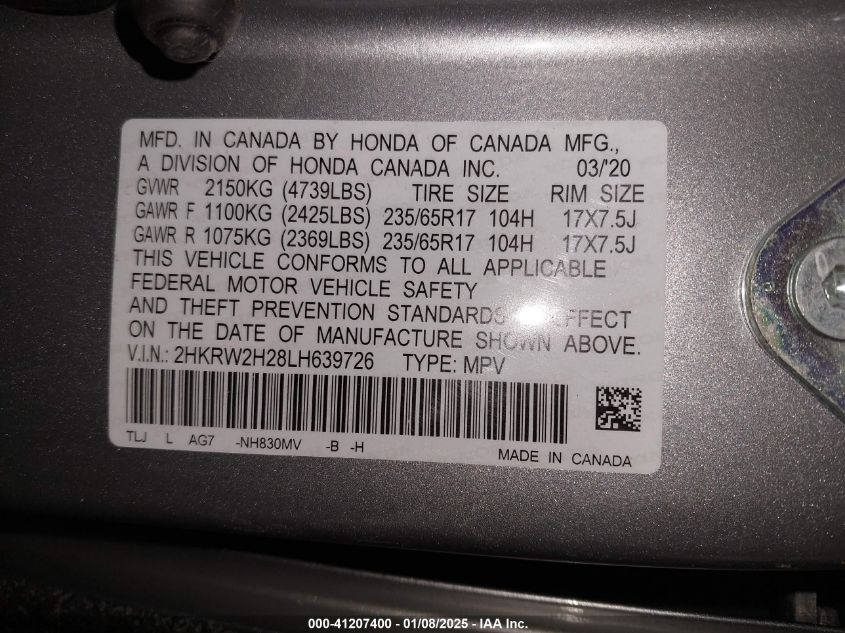 MFD. IN CANADA BY HONDA OF CANADA MFG.,
A DIVISION OF HONDA CANADA INC. 03/'20
GVWR 2150KG (4739LBS) TIRE SIZE RIM SIZE
GAWR F 1100KG (2425LBS) 235/65R17 104H 17X7.5J
GAWR R 1075KG (2369LBS) 235/65R17 104H 17X7.5J
THIS VEHICLE CONFORMS TO ALL APPLICABLE
FEDERAL MOTOR VEHICLE SAFETY
AND THEFT PREVENTION STANDARDS IN EFFECT
ON THE DATE OF MANUFACTURE SHOWN ABOVE.
V.I.N.: 2HKRW2H28LH639726 TYPE: MPV
TLJ L AG7 -NH830MV -B -H
MADE IN CANADA
000-41207400 - 01/08/2025 - IAA Inc.